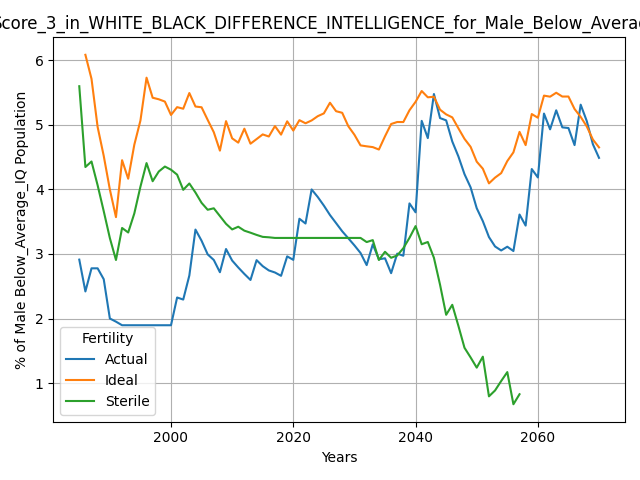 Score_3_in_WHITE_BLACK_DIFFERENCE_INTELLIGENCE_for_Male_Below_Avera
% of Male Below_Average_IQ Population
6
5
4
3
2
1
Fertility
Actual
Ideal
Sterile
2000
2020
2040
2060
Years